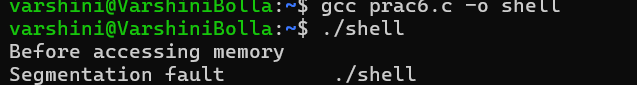 varshini@VarshiniBolla:~$ gcc prac6.c -o shell
varshini@VarshiniBolla:~$ ./shell
Before accessing memory
Segmentation fault         ./shell